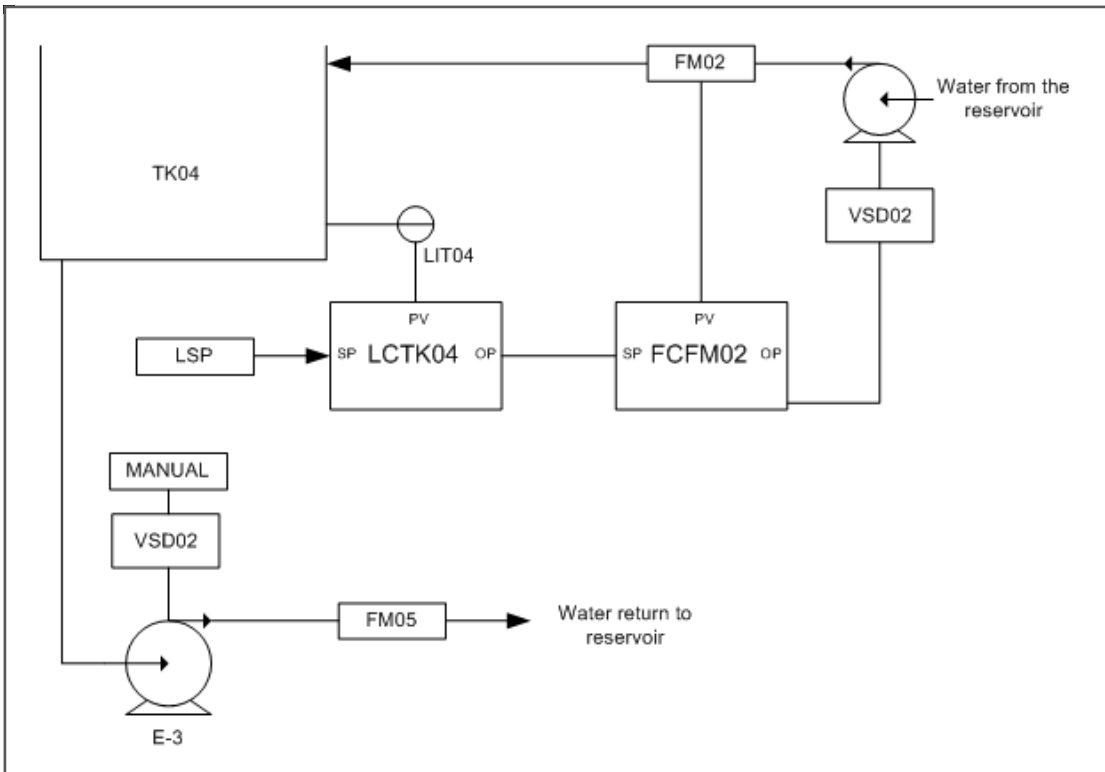 FM02
Water from the
reservoir
TK04
VSD02
LIT04
PV
PV
LSP
SP LCTK04 OP
SP FCFM02 OP
MANUAL
VSD02
FM05
Water return to
reservoir
E-3